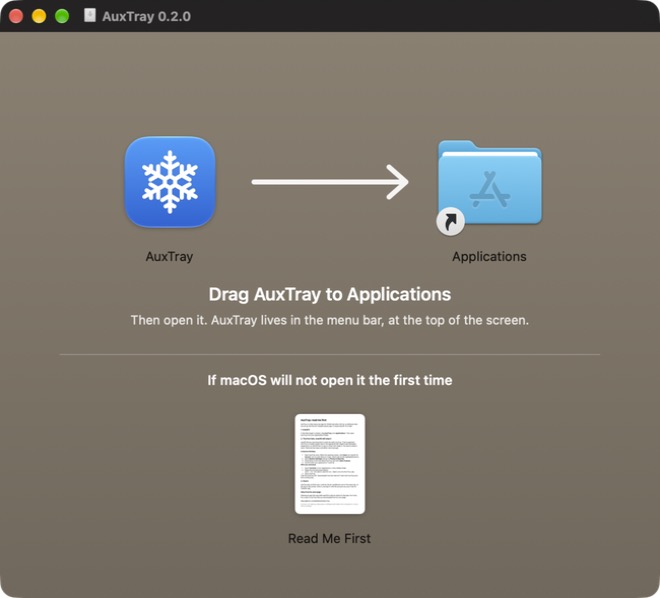 AuxTray 0.2.0
AuxTray
Applications
Drag AuxTray to Applications
Then open it. AuxTray lives in the menu bar, at the top of the screen.
If macOS will not open it the first time
Read Me First